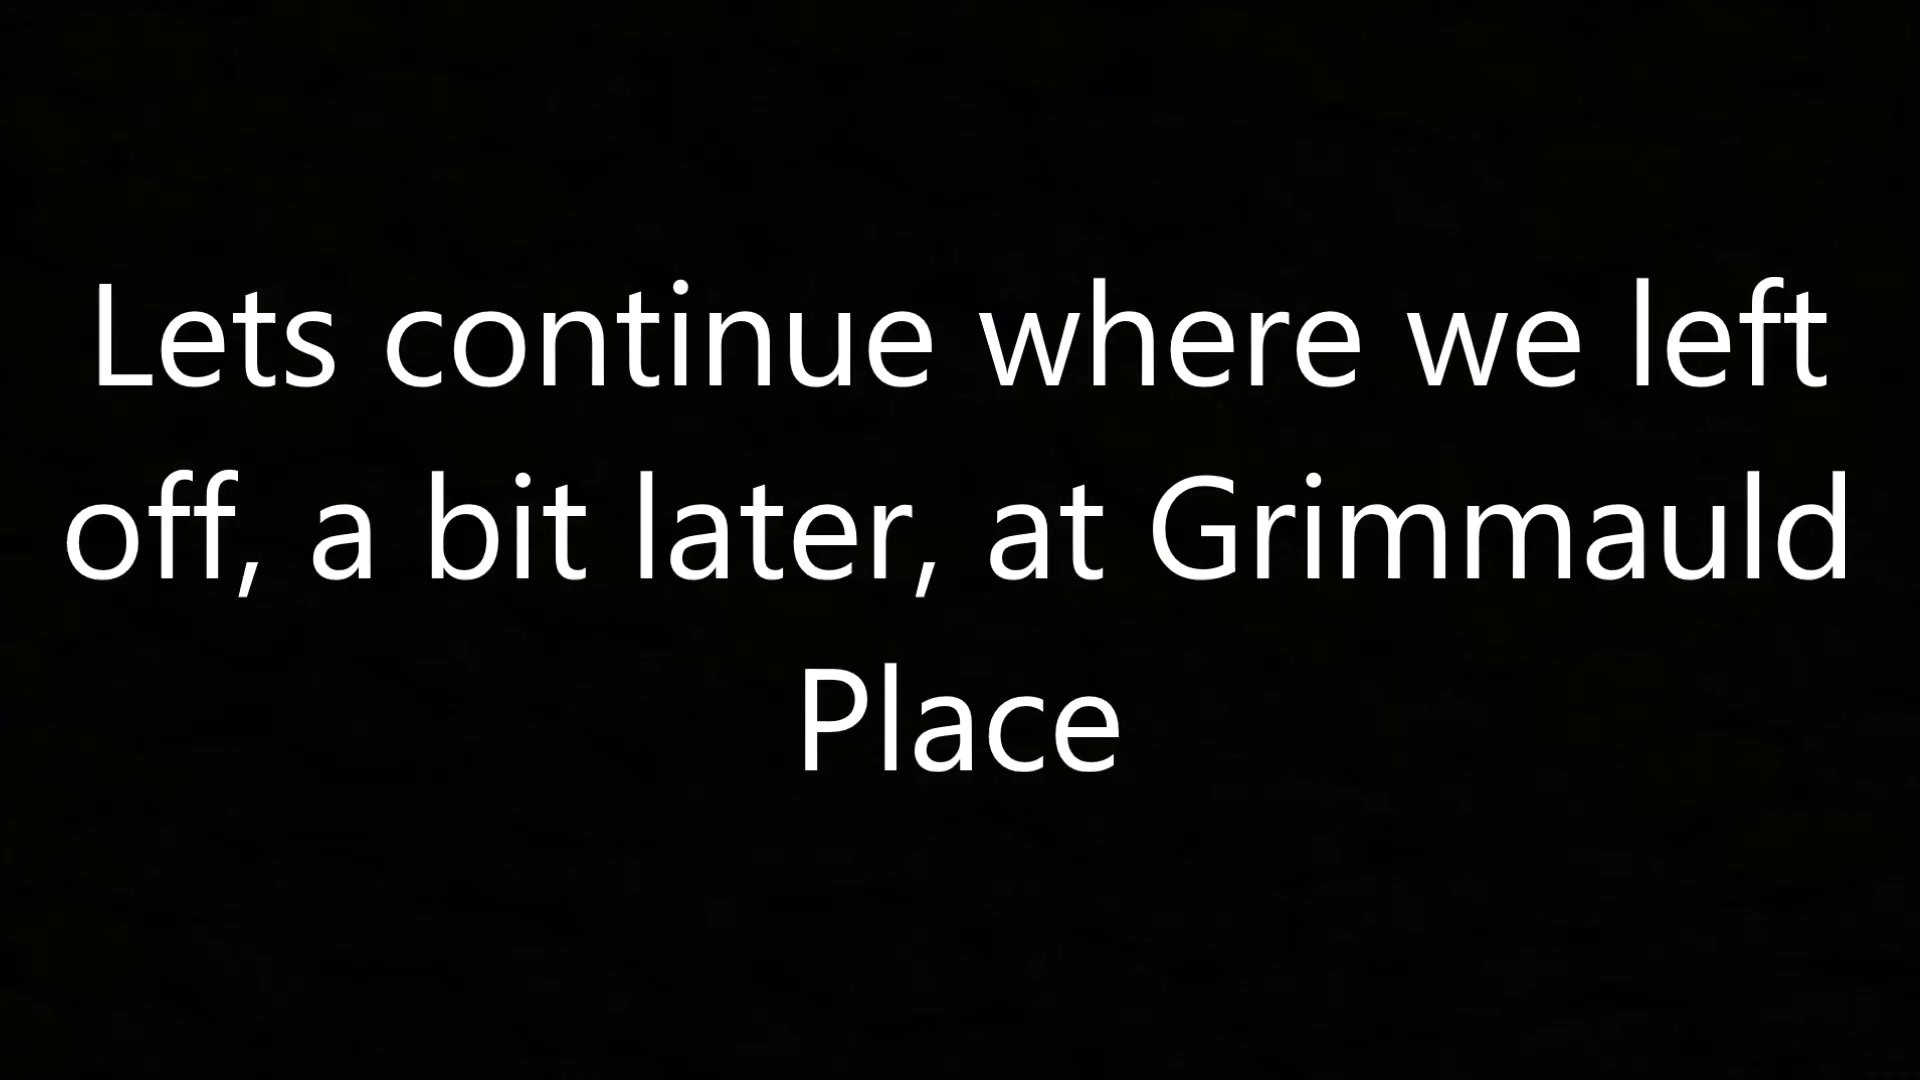 Lets continue where we left
off, a bit later, at Grimmauld
Place